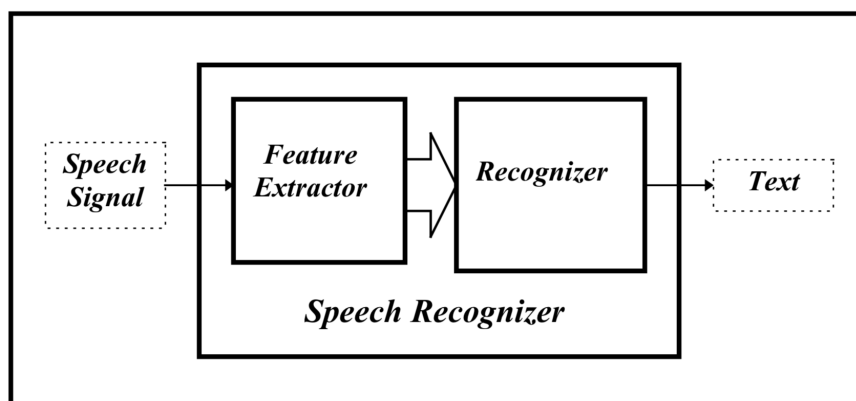 Speech
Signal
Feature
Extractor
Recognizer
Text
Speech Recognizer